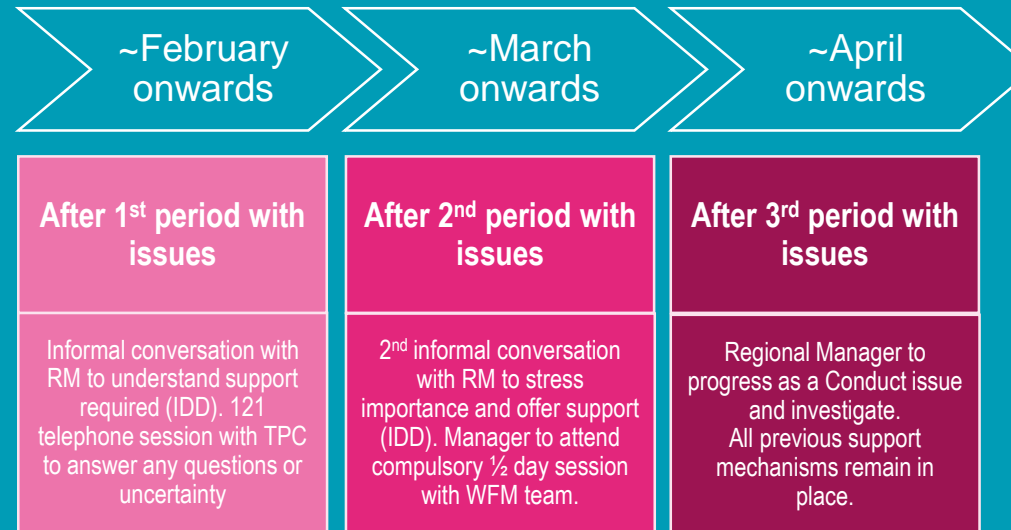 ~February
onwards
~March
onwards
~April
onwards
After 1st period with
issues
After 2nd period with
issues
After 3rd period with
issues
Informal conversation with
RM to understand support
required (IDD). 121
telephone session with TPC
to answer any questions or
uncertainty
2nd informal conversation
with RM to stress
importance and offer support
(IDD). Manager to attend
compulsory ½ day session
with WFM team.
Regional Manager to
progress as a Conduct issue
and investigate.
All previous support
mechanisms remain in
place.